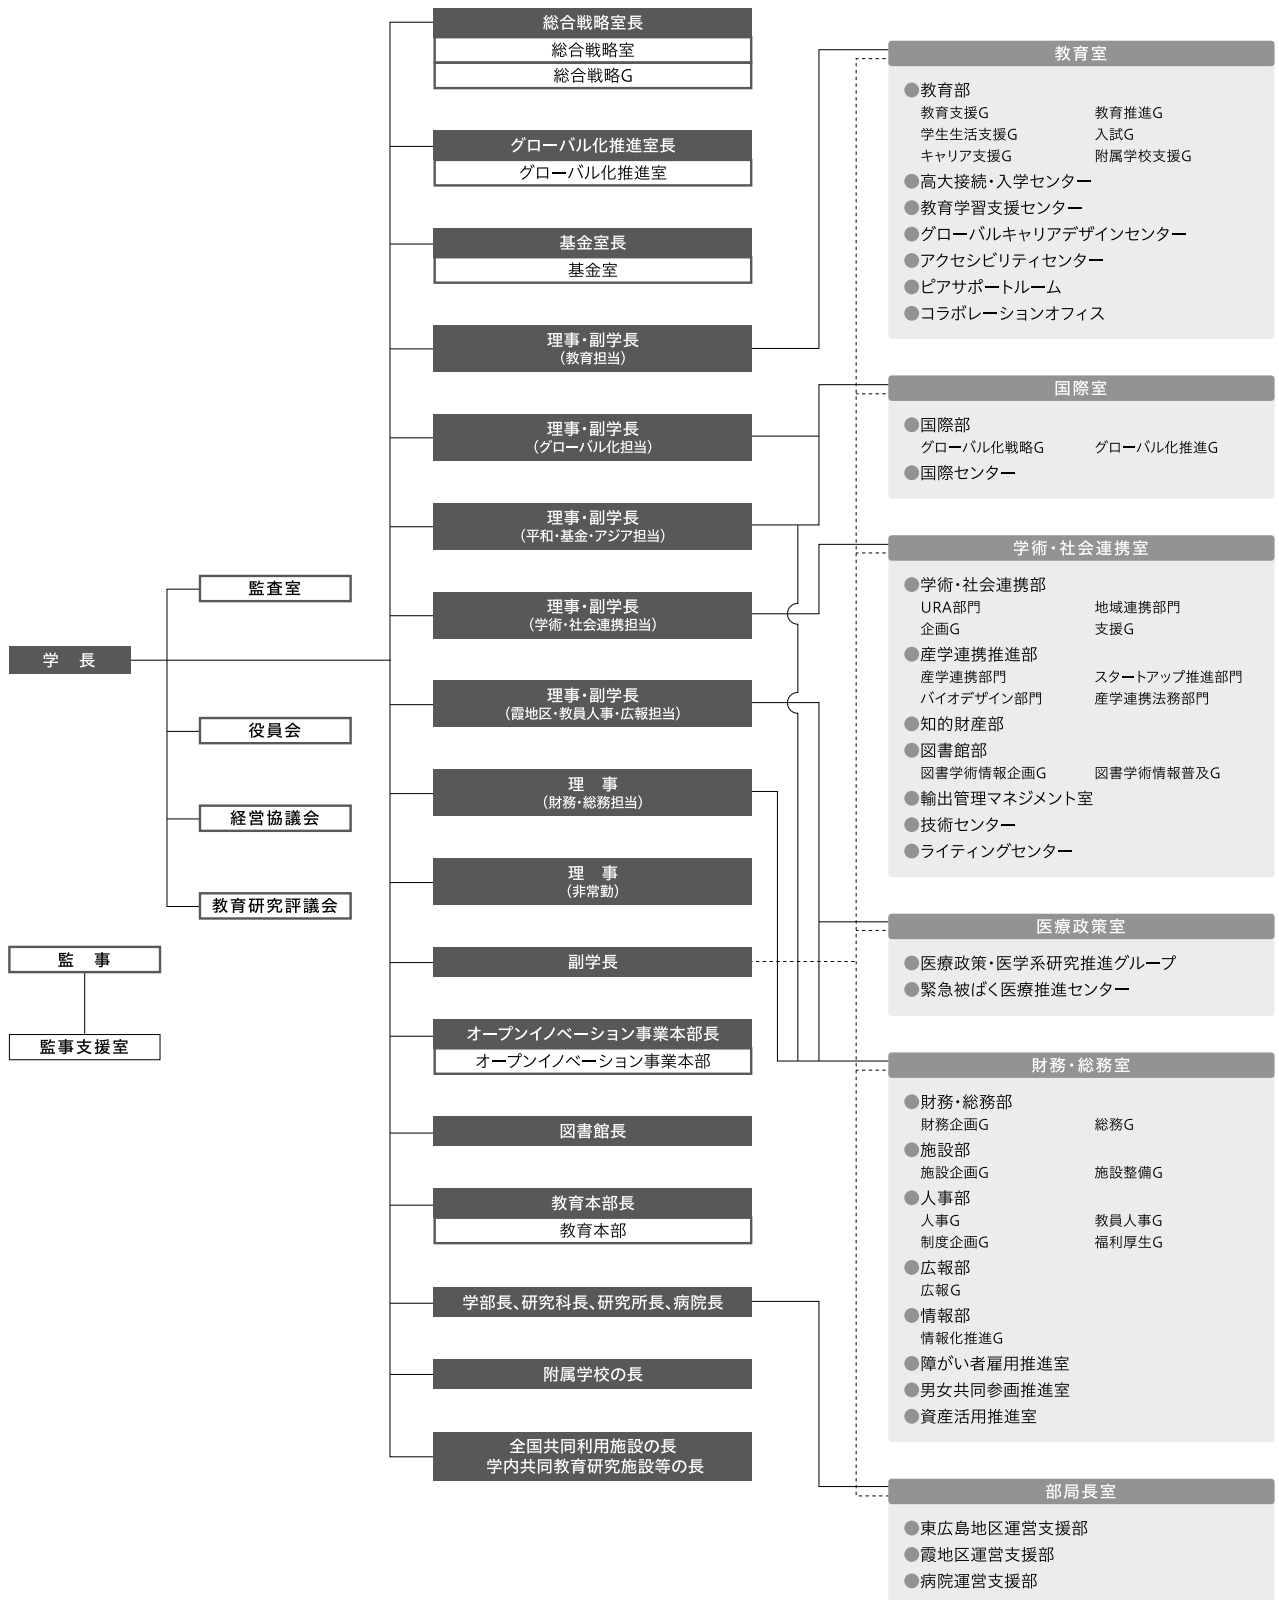 学　長
監査室
役員会
経営協議会
教育研究評議会
監　事
監事支援室
総合戦略室長
総合戦略室
総合戦略G
グローバル化推進室長
グローバル化推進室
基金室長
基金室
理事・副学長
（教育担当）
理事・副学長
（グローバル化担当）
理事・副学長
（平和・基金・アジア担当）
理事・副学長
（学術・社会連携担当）
理事・副学長
（霞地区・教員人事・広報担当）
理　事
（財務・総務担当）
理　事
（非常勤）
副学長
オープンイノベーション事業本部長
オープンイノベーション事業本部
図書館長
教育本部長
教育本部
学部長、研究科長、研究所長、病院長
附属学校の長
全国共同利用施設の長
学内共同教育研究施設等の長
教育室
●教育部
教育支援G　教育推進G
学生生活支援G　入試G
キャリア支援G　附属学校支援G
●高大接続・入学センター
●教育学習支援センター
●グローバルキャリアデザインセンター
●アクセシビリティセンター
●ピアサポートルーム
●コラボレーションオフィス
国際室
●国際部
グローバル化戦略G　グローバル化推進G
●国際センター
学術・社会連携室
●学術・社会連携部
URA部門　地域連携部門
企画G　支援G
●産学連携推進部
産学連携部門　スタートアップ推進部門
バイオデザイン部門　産学連携法務部門
●知的財産部
●図書館部
図書学術情報企画G　図書学術情報普及G
●輸出管理マネジメント室
●技術センター
●ライティングセンター
医療政策室
●医療政策・医学系研究推進グループ
●緊急被ばく医療推進センター
財務・総務室
●財務・総務部
財務企画G　総務G
●施設部
施設企画G　施設整備G
●人事部
人事G　教員人事G
制度企画G　福利厚生G
●広報部
広報G
●情報部
情報化推進G
●障がい者雇用推進室
●男女共同参画推進室
●資産活用推進室
部局長室
●東広島地区運営支援部
●霞地区運営支援部
●病院運営支援部